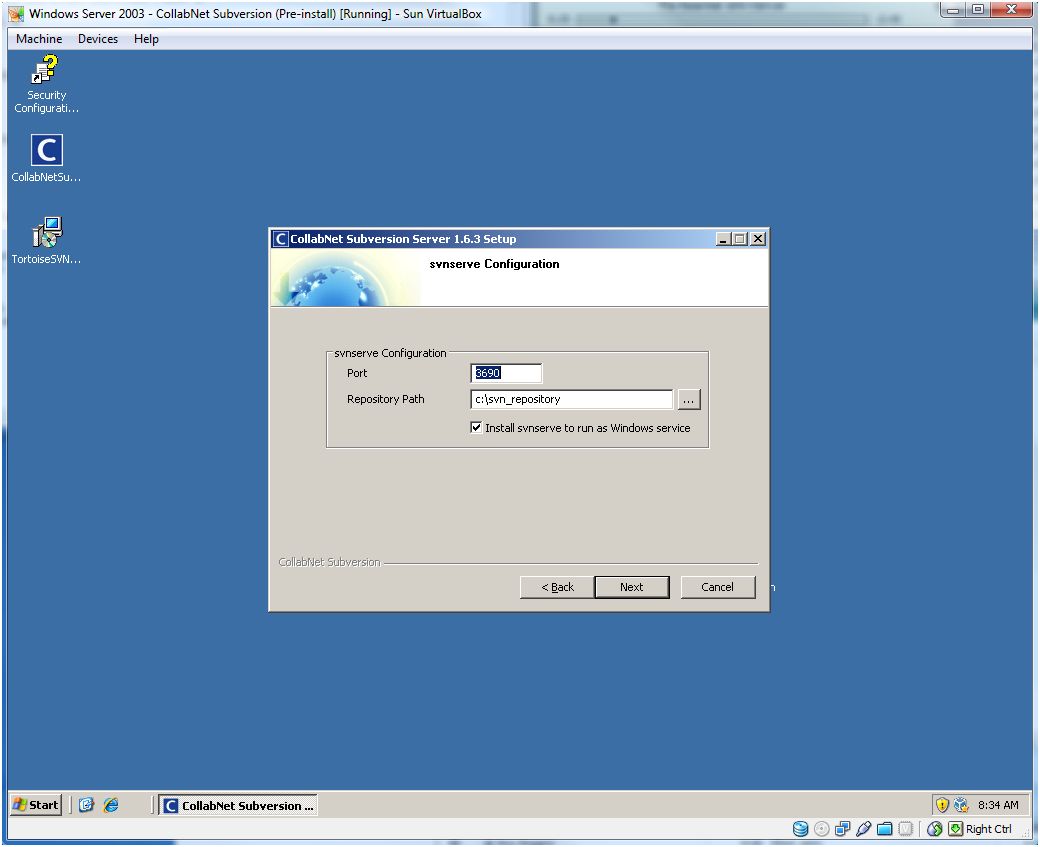 Windows Server 2003 - CollabNet Subversion (Pre-install) [Running] - Sun VirtualBox
Machine Devices Help
Security
Configurati...
CollabNetSu...
TortoiseSVN...
CollabNet Subversion Server 1.6.3 Setup
svnserve Configuration
svnserve Configuration
Port 3690
Repository Path c:\svn_repository ...
Install svnserve to run as Windows service
CollabNet Subversion
< Back Next Cancel
Start CollabNet Subversion ... 8:34 AM
Right Ctrl